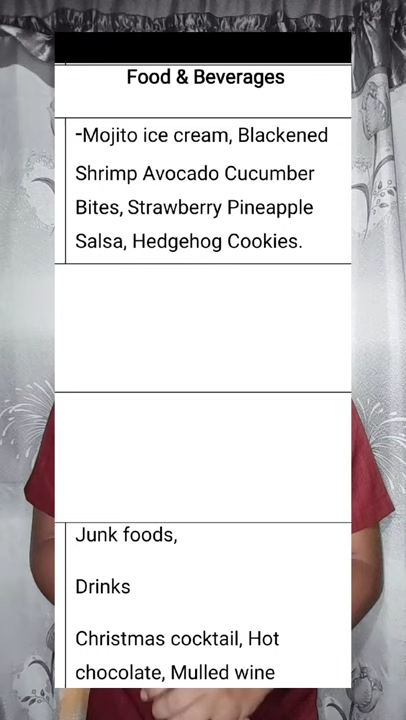 Food & Beverages
-Mojito ice cream, Blackened
Shrimp Avocado Cucumber
Bites, Strawberry Pineapple
Salsa, Hedgehog Cookies.
Junk foods,
Drinks
Christmas cocktail, Hot
chocolate, Mulled wine